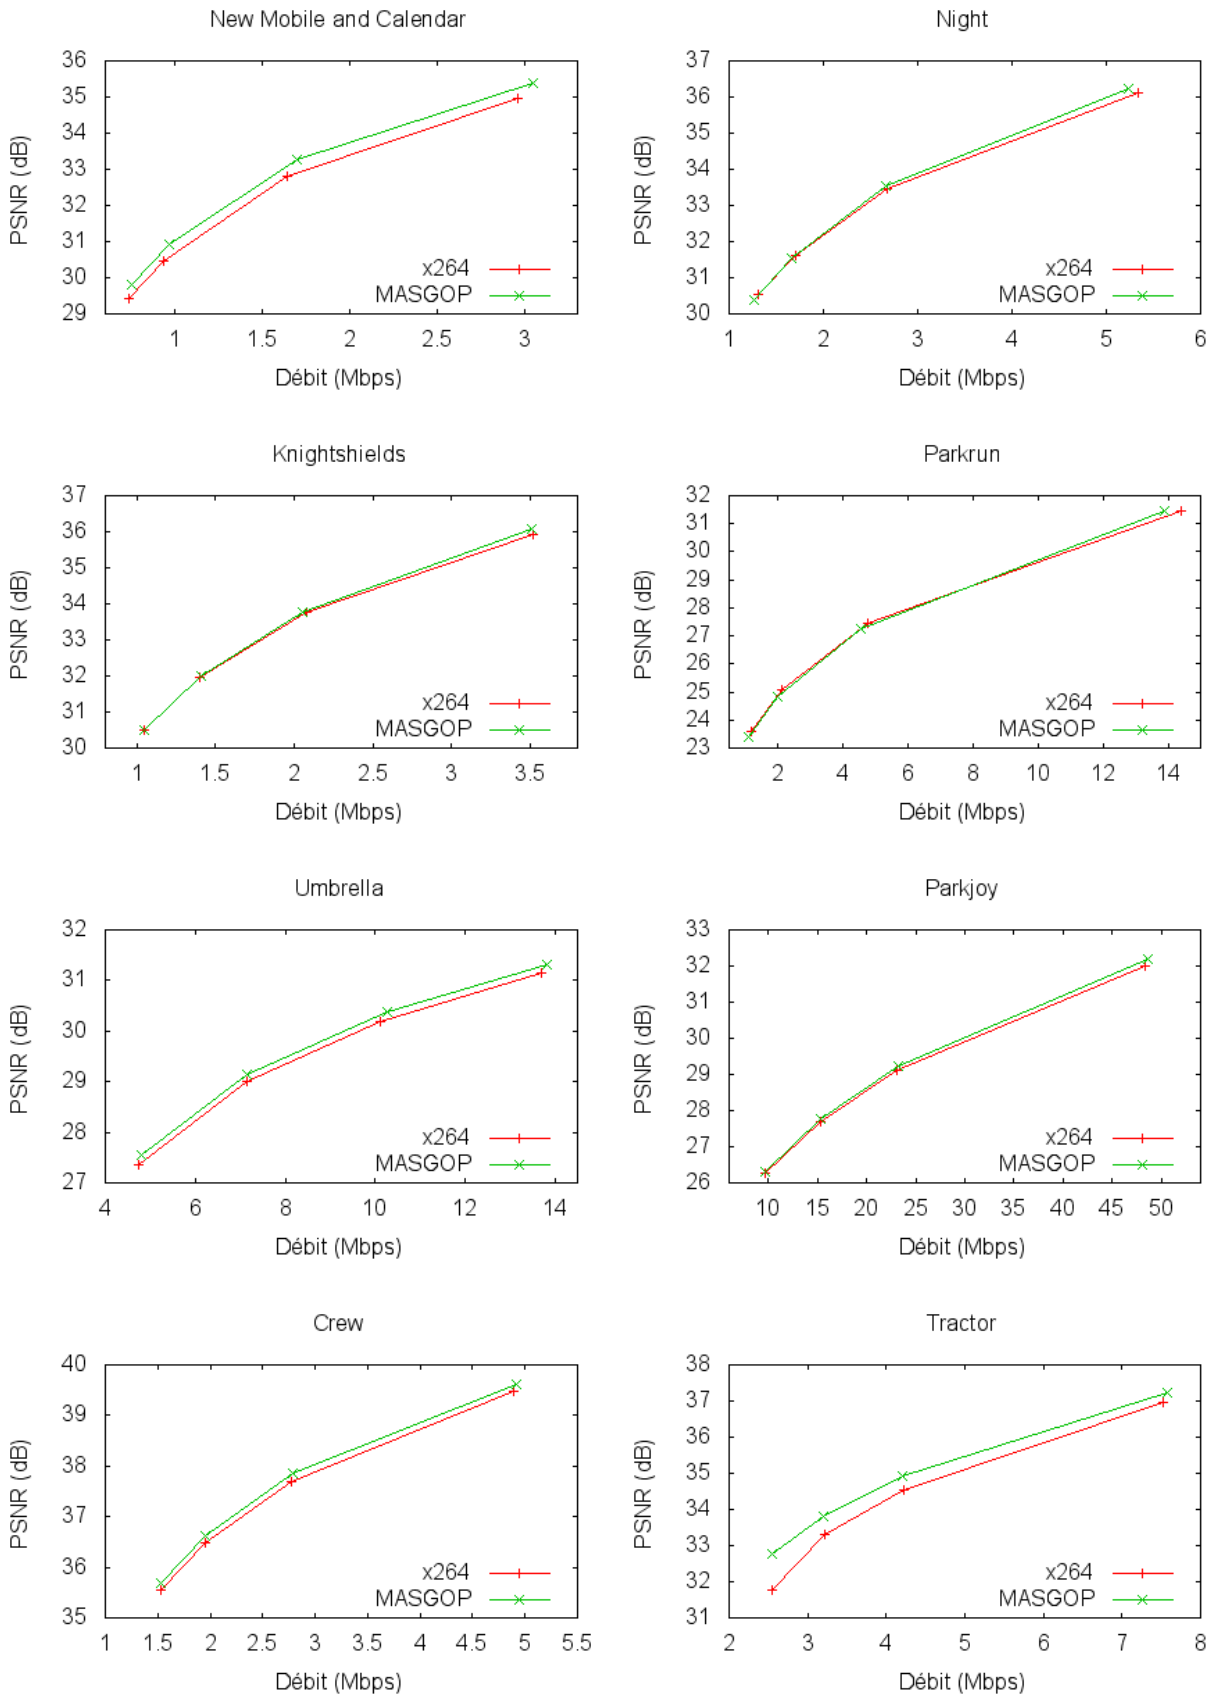 New Mobile and Calendar
PSNR (dB)
36
35
34
33
32
31
30
29
x264
MASGOP
1
1.5
2
2.5
3
Débit (Mbps)
Night
PSNR (dB)
37
36
35
34
33
32
31
30
x264
MASGOP
1
2
3
4
5
6
Débit (Mbps)
Knightshields
PSNR (dB)
37
36
35
34
33
32
31
30
x264
MASGOP
1
1.5
2
2.5
3
3.5
Débit (Mbps)
Parkrun
PSNR (dB)
32
31
30
29
28
27
26
25
24
23
x264
MASGOP
2
4
6
8
10
12
14
Débit (Mbps)
Umbrella
PSNR (dB)
32
31
30
29
28
27
x264
MASGOP
4
6
8
10
12
14
Débit (Mbps)
Parkjoy
PSNR (dB)
33
32
31
30
29
28
27
26
x264
MASGOP
10
15
20
25
30
35
40
45
50
Débit (Mbps)
Crew
PSNR (dB)
40
39
38
37
36
35
x264
MASGOP
1
1.5
2
2.5
3
3.5
4
4.5
5
5.5
Débit (Mbps)
Tractor
PSNR (dB)
38
37
36
35
34
33
32
31
x264
MASGOP
2
3
4
5
6
7
8
Débit (Mbps)